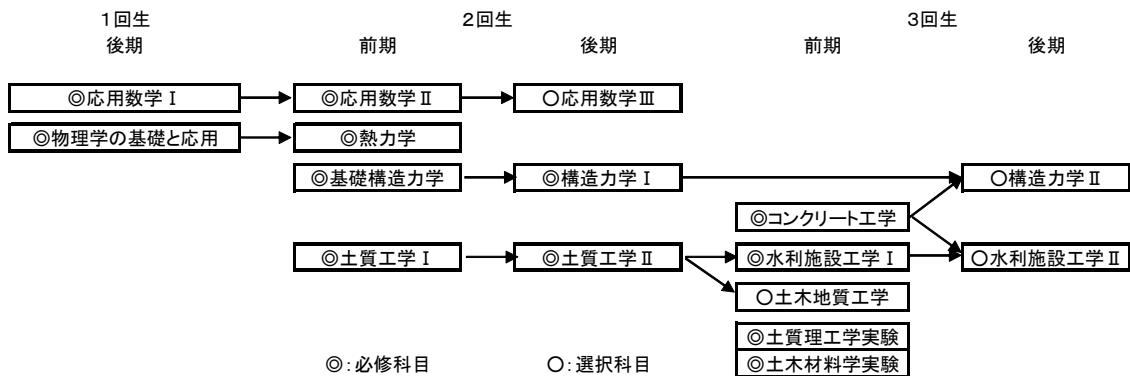 1回生 2回生 3回生
後期 前期 後期 前期 後期
◎応用数学Ⅰ ◎応用数学Ⅱ ○応用数学Ⅲ
◎物理学の基礎と応用 ◎熱力学
◎基礎構造力学 ◎構造力学Ⅰ ○構造力学Ⅱ
◎コンクリート工学
◎土質工学Ⅰ ◎土質工学Ⅱ ◎水利施設工学Ⅰ ○水利施設工学Ⅱ
○土木地質工学
◎土質理工学実験
◎:必修科目 ○:選択科目 ◎土木材料学実験